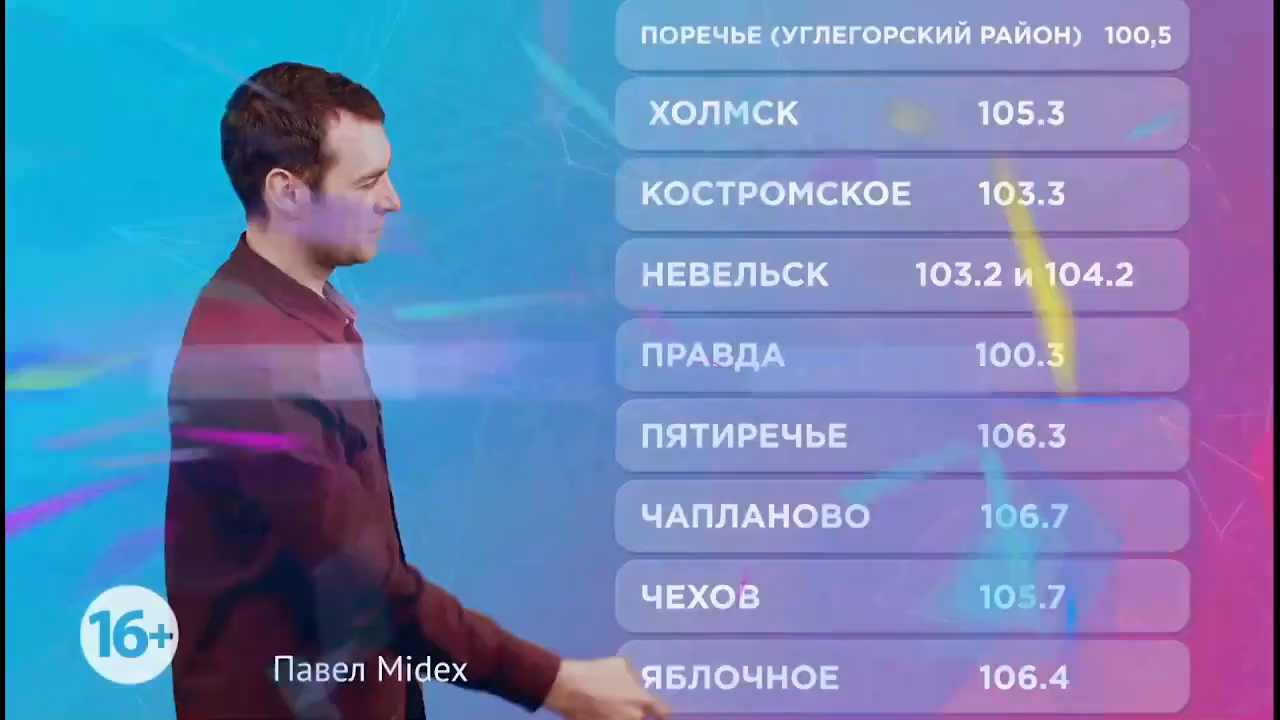 ПОРЕЧЬЕ (УГЛЕГОРСКИЙ РАЙОН) 100,5
ХОЛМСК 105.3
КОСТРОМСКОЕ 103.3
НЕВЕЛЬСК 103.2 и 104.2
ПРАВДА 100.3
ПЯТИРЕЧЬЕ 106.3
ЧАПЛАНОВО 106.7
ЧЕХОВ 105.7
ЯБЛОЧНОЕ 106.4
16+
Павел Midex